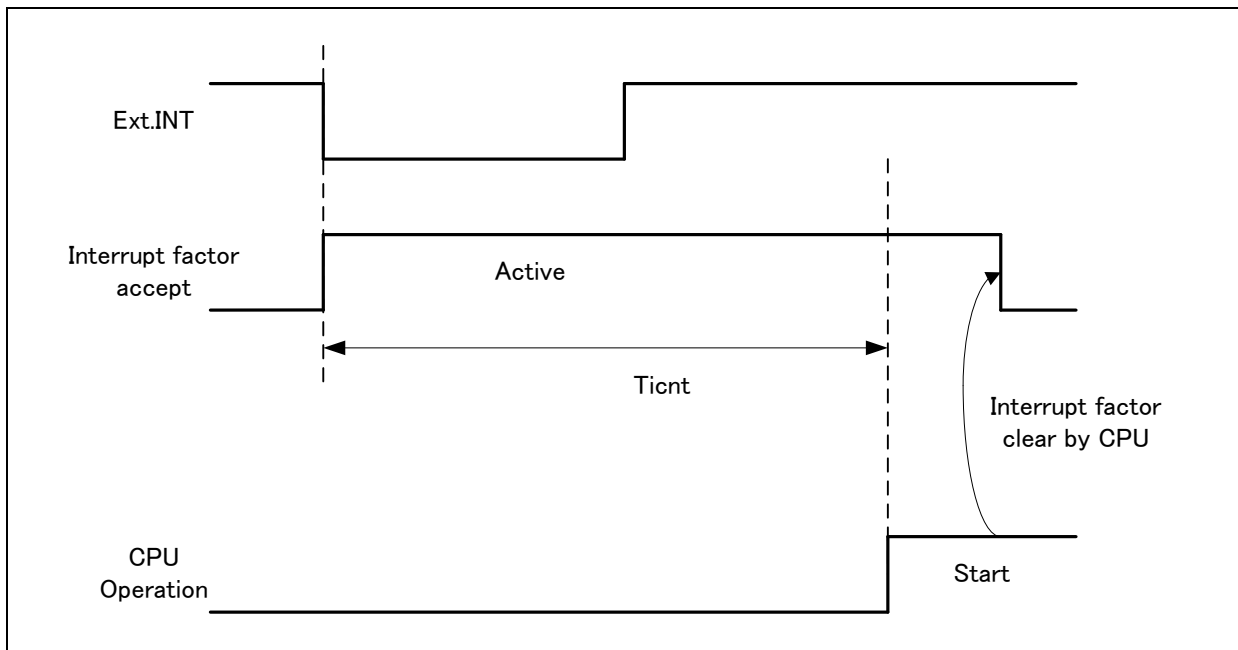 Ext.INT
Interrupt factor
accept
Active
Ticnt
Interrupt factor
clear by CPU
CPU
Operation
Start